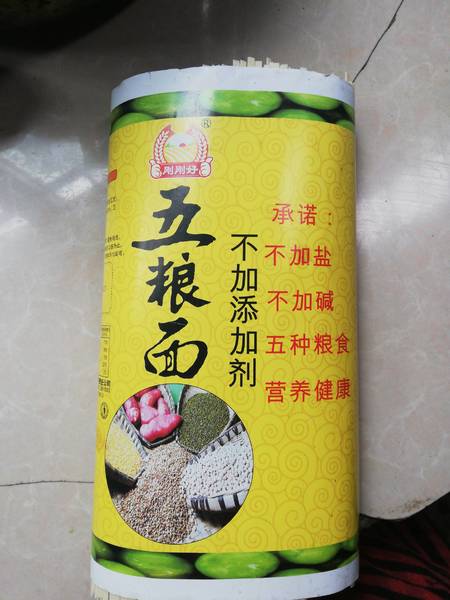 刚刚好
五粮面
不加添加剂
承诺:
不加盐
不加碱
五种粮食
营养健康